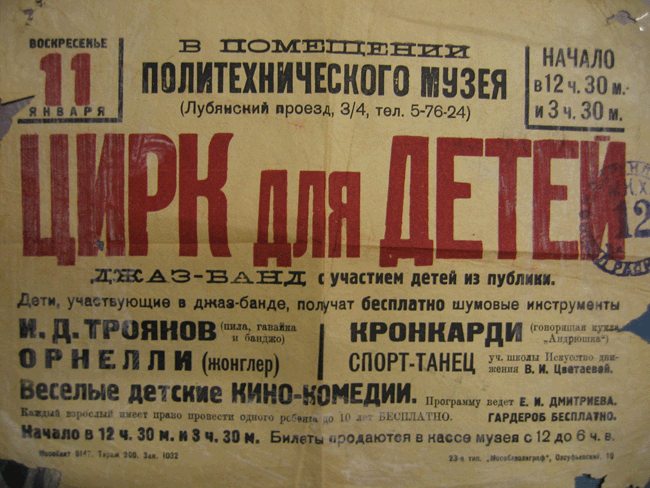 ВОСКРЕСЕНЬЕ
11
ЯНВАРЯ
В ПОМЕЩЕНИИ
ПОЛИТЕХНИЧЕСКОГО МУЗЕЯ
(Лубянский проезд, 3/4, тел. 5-76-24)
НАЧАЛО
в 12 ч. 30 м.
и 3 ч. 30 м.
ЦИРК для ДЕТЕЙ
12
ДЖАЗ-БАНД с участием детей из публики.
Дети, участвующие в джаз-банде, получат бесплатно шумовые инструменты
И. Д. ТРОЯНОВ (пила, гавайна и банджо)
ОРНЕЛЛИ (жонглер)
КРОНКАРДИ (говорящая кукла „Андрюшка")
СПОРТ-ТАНЕЦ уч. школы Искусство движения В. И. Цветаевой.
Веселые детские КИНО-КОМЕДИИ. Программу ведет Е. И. ДМИТРИЕВА.
Каждый взрослый имеет право провести одного ребенка до 10 лет БЕСПЛАТНО. ГАРДЕРОБ БЕСПЛАТНО.
Начало в 12 ч. 30 м. и 3 ч. 30 м. Билеты продаются в кассе музея с 12 до 6 ч. в.
Мособлит Тираж 200. Зак. 1032
23-я тип. „Мособлполиграф",